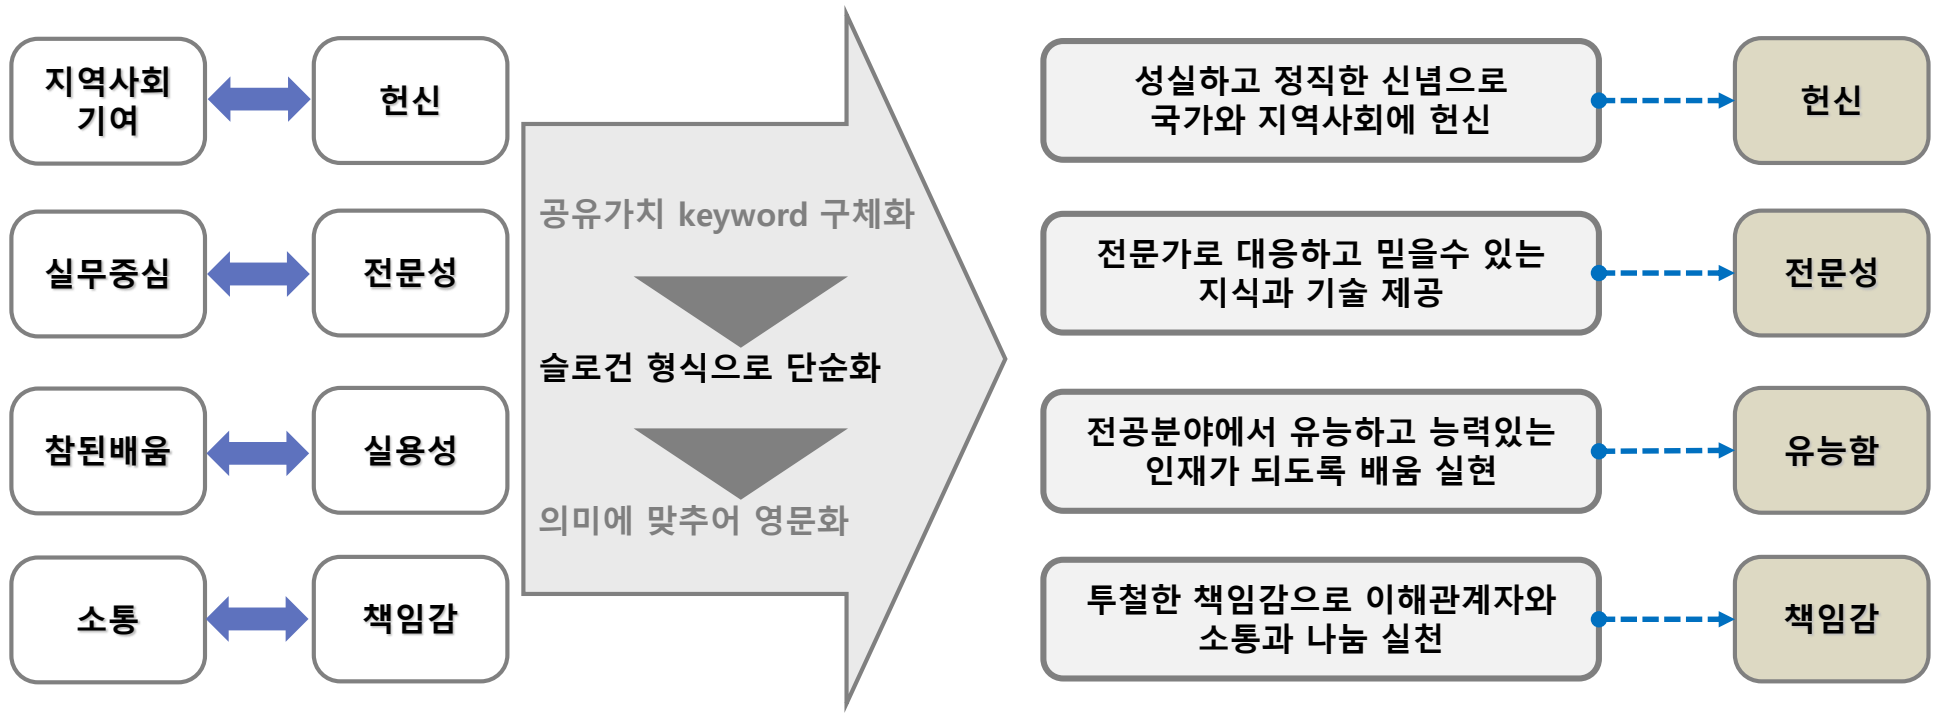 지역사회
기여
헌신
실무중심
전문성
참된배움
실용성
소통
책임감
공유가치 keyword 구체화
슬로건 형식으로 단순화
의미에 맞추어 영문화
성실하고 정직한 신념으로
국가와 지역사회에 헌신
헌신
전문가로 대응하고 믿을수 있는
지식과 기술 제공
전문성
전공분야에서 유능하고 능력있는
인재가 되도록 배움 실현
유능함
투철한 책임감으로 이해관계자와
소통과 나눔 실천
책임감